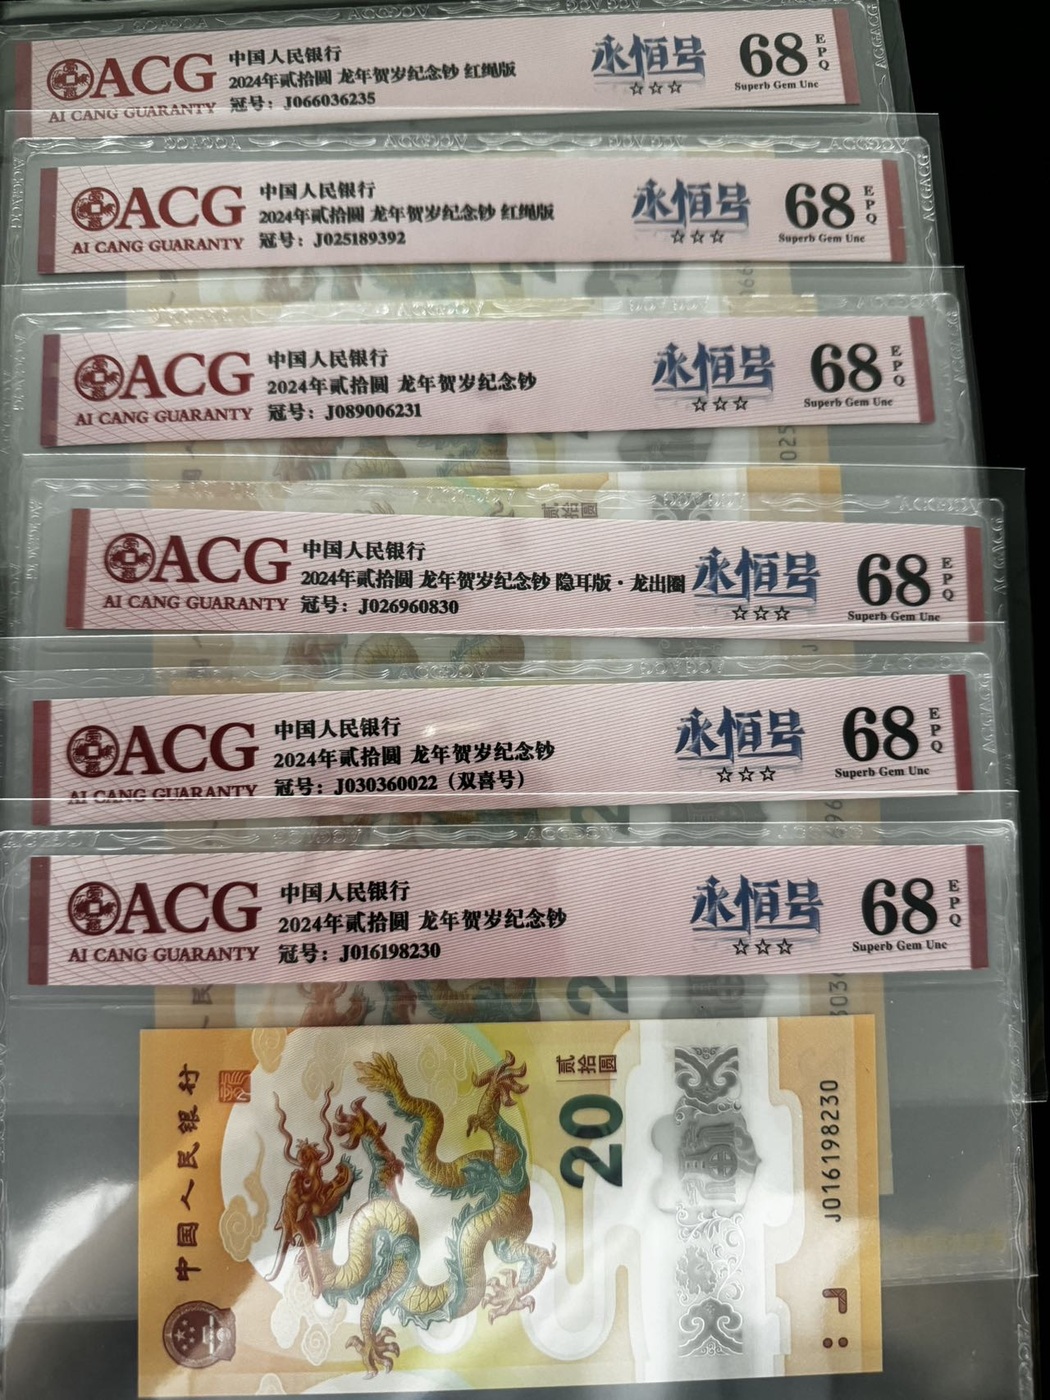 ACG
AI CANG GUARANTY
中国人民银行
2024年贰拾圆 龙年贺岁纪念钞 红绳版
冠号：J066036235
永恒号
☆☆☆
68
EPQ
Superb Gem Unc
ACG
AI CANG GUARANTY
中国人民银行
2024年贰拾圆 龙年贺岁纪念钞 红绳版
冠号：J025189392
永恒号
☆☆☆
68
EPQ
Superb Gem Unc
ACG
AI CANG GUARANTY
中国人民银行
2024年贰拾圆 龙年贺岁纪念钞
冠号：J089006231
永恒号
☆☆☆
68
EPQ
Superb Gem Unc
贰拾圆
ACG
AI CANG GUARANTY
中国人民银行
2024年贰拾圆 龙年贺岁纪念钞 隐耳版·龙出圈
冠号：J026960830
永恒号
☆☆☆
68
EPQ
Superb Gem Unc
ACG
AI CANG GUARANTY
中国人民银行
2024年贰拾圆 龙年贺岁纪念钞
冠号：J030360022（双喜号）
永恒号
☆☆☆
68
EPQ
Superb Gem Unc
ACG
AI CANG GUARANTY
中国人民银行
2024年贰拾圆 龙年贺岁纪念钞
冠号：J016198230
永恒号
☆☆☆
68
EPQ
Superb Gem Unc
中国人民银行
贰拾圆
20
J016198230